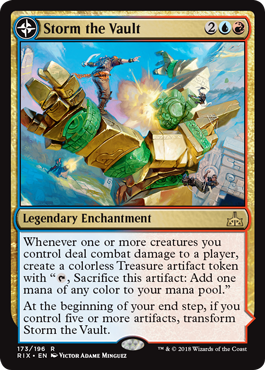 Storm the Vault 2
Legendary Enchantment
Whenever one or more creatures you
control deal combat damage to a player,
create a colorless Treasure artifact token
with “, Sacrifice this artifact: Add one
mana of any color to your mana pool.”
At the beginning of your end step, if you
control five or more artifacts, transform
Storm the Vault.
173/196 R
RIX • EN Victor Adame Minguez
™ & © 2018 Wizards of the Coast